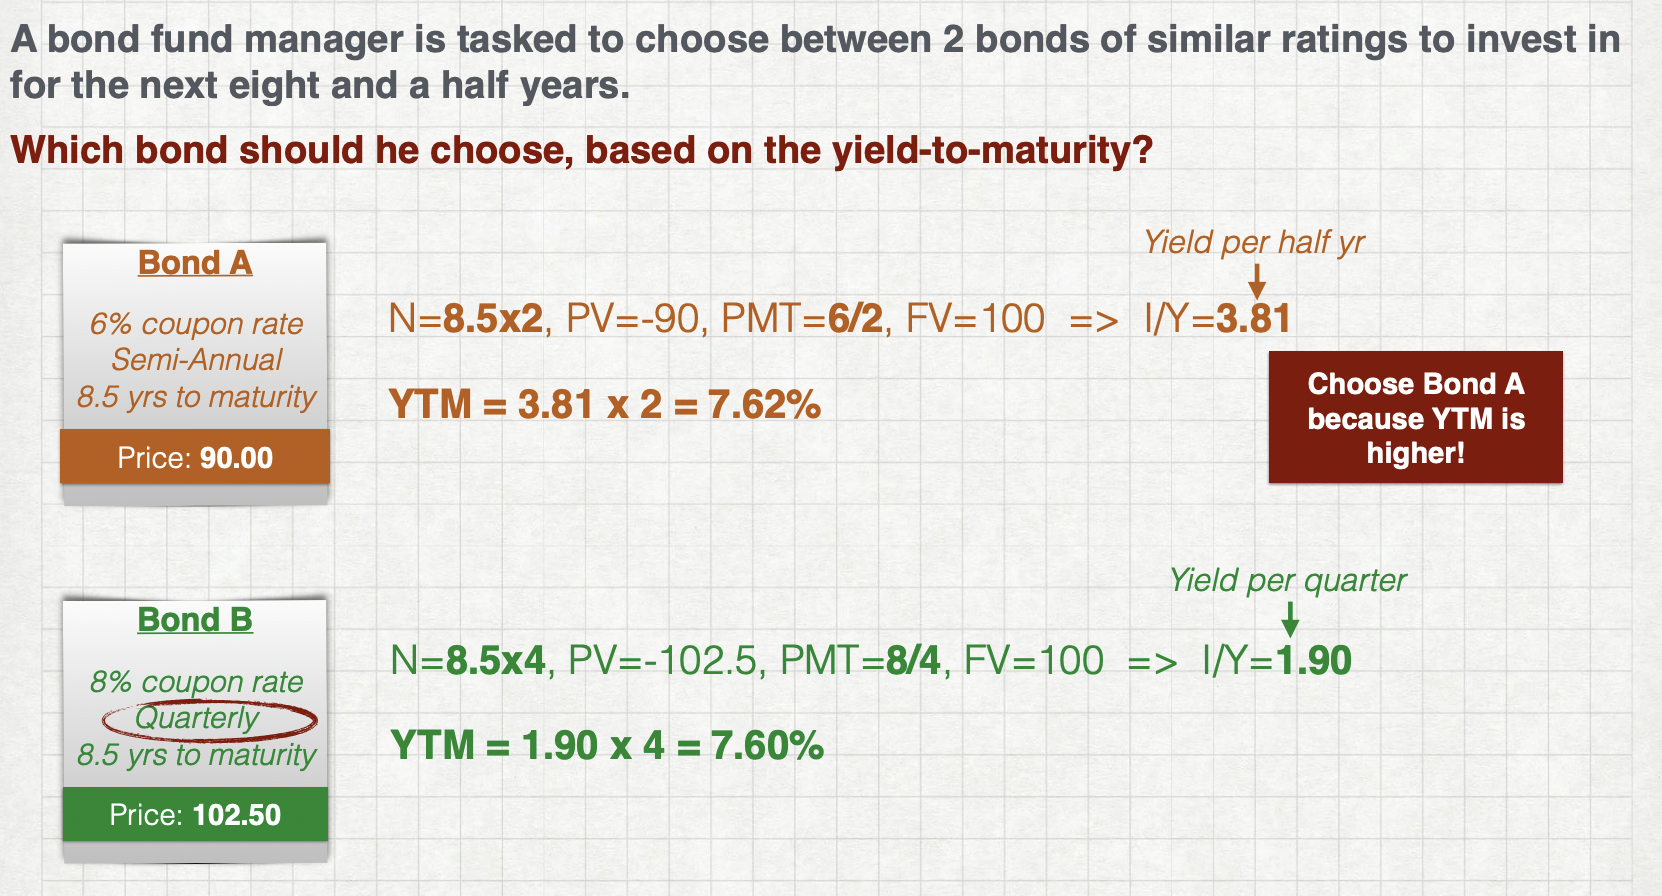 A bond fund manager is tasked to choose between 2 bonds of similar ratings to invest in
for the next eight and a half years.
Which bond should he choose, based on the yield-to-maturity?
Bond A
6% coupon rate
Semi-Annual
8.5 yrs to maturity
Price: 90.00
Yield per half yr
N=8.5x2, PV=-90, PMT=6/2, FV=100 => I/Y=3.81
YTM = 3.81 x 2 = 7.62%
Choose Bond A
because YTM is
higher!
Bond B
8% coupon rate
Quarterly
8.5 yrs to maturity
Price: 102.50
Yield per quarter
N=8.5x4, PV=-102.5, PMT=8/4, FV=100 => I/Y=1.90
YTM = 1.90 x 4 = 7.60%